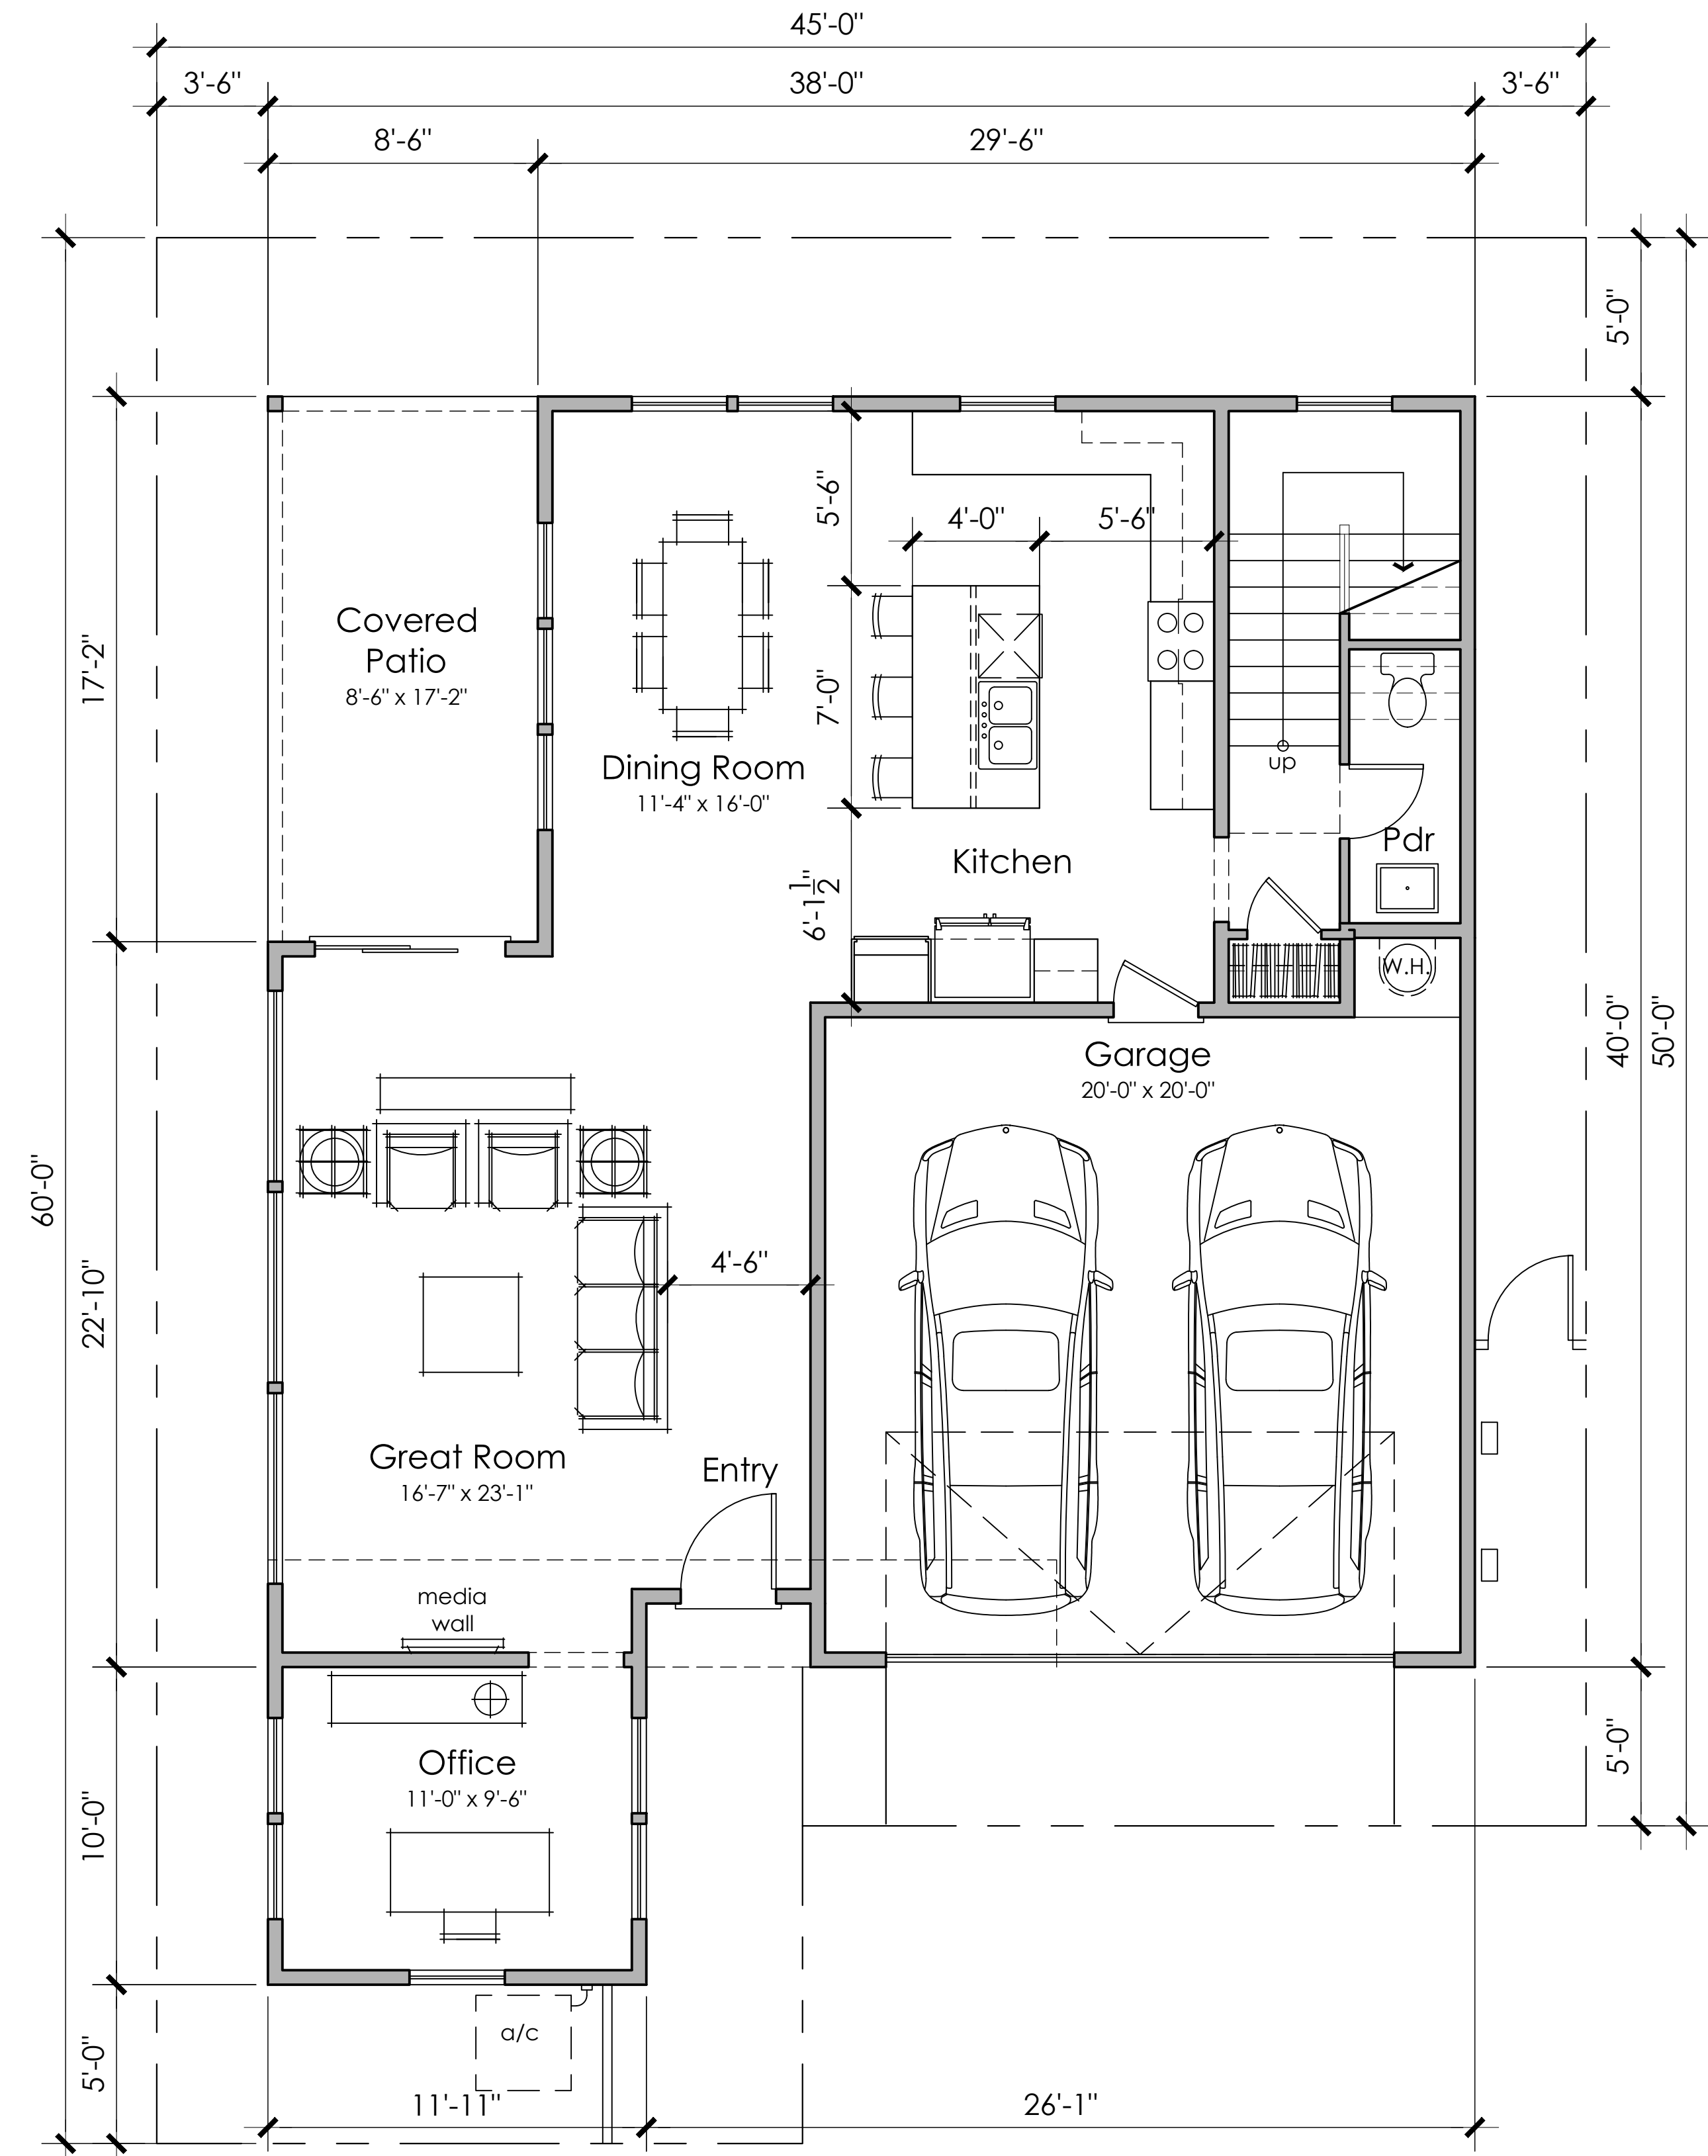 45'-0"
3'-6"
38'-0"
3'-6"
8'-6"
29'-6"
5'-0"
5'-6"
4'-0"
5'-6"
Covered
Patio
8'-6" x 17'-2"
17'-2"
7'-0"
Dining Room
11'-4" x 16'-0"
up
Pdr
Kitchen
6'-1 1/2"
W.H.
40'-0"
50'-0"
Garage
20'-0" x 20'-0"
60'-0"
22'-10"
4'-6"
Great Room
16'-7" x 23'-1"
Entry
media
wall
5'-0"
Office
11'-0" x 9'-6"
10'-0"
a/c
5'-0"
11'-11"
26'-1"